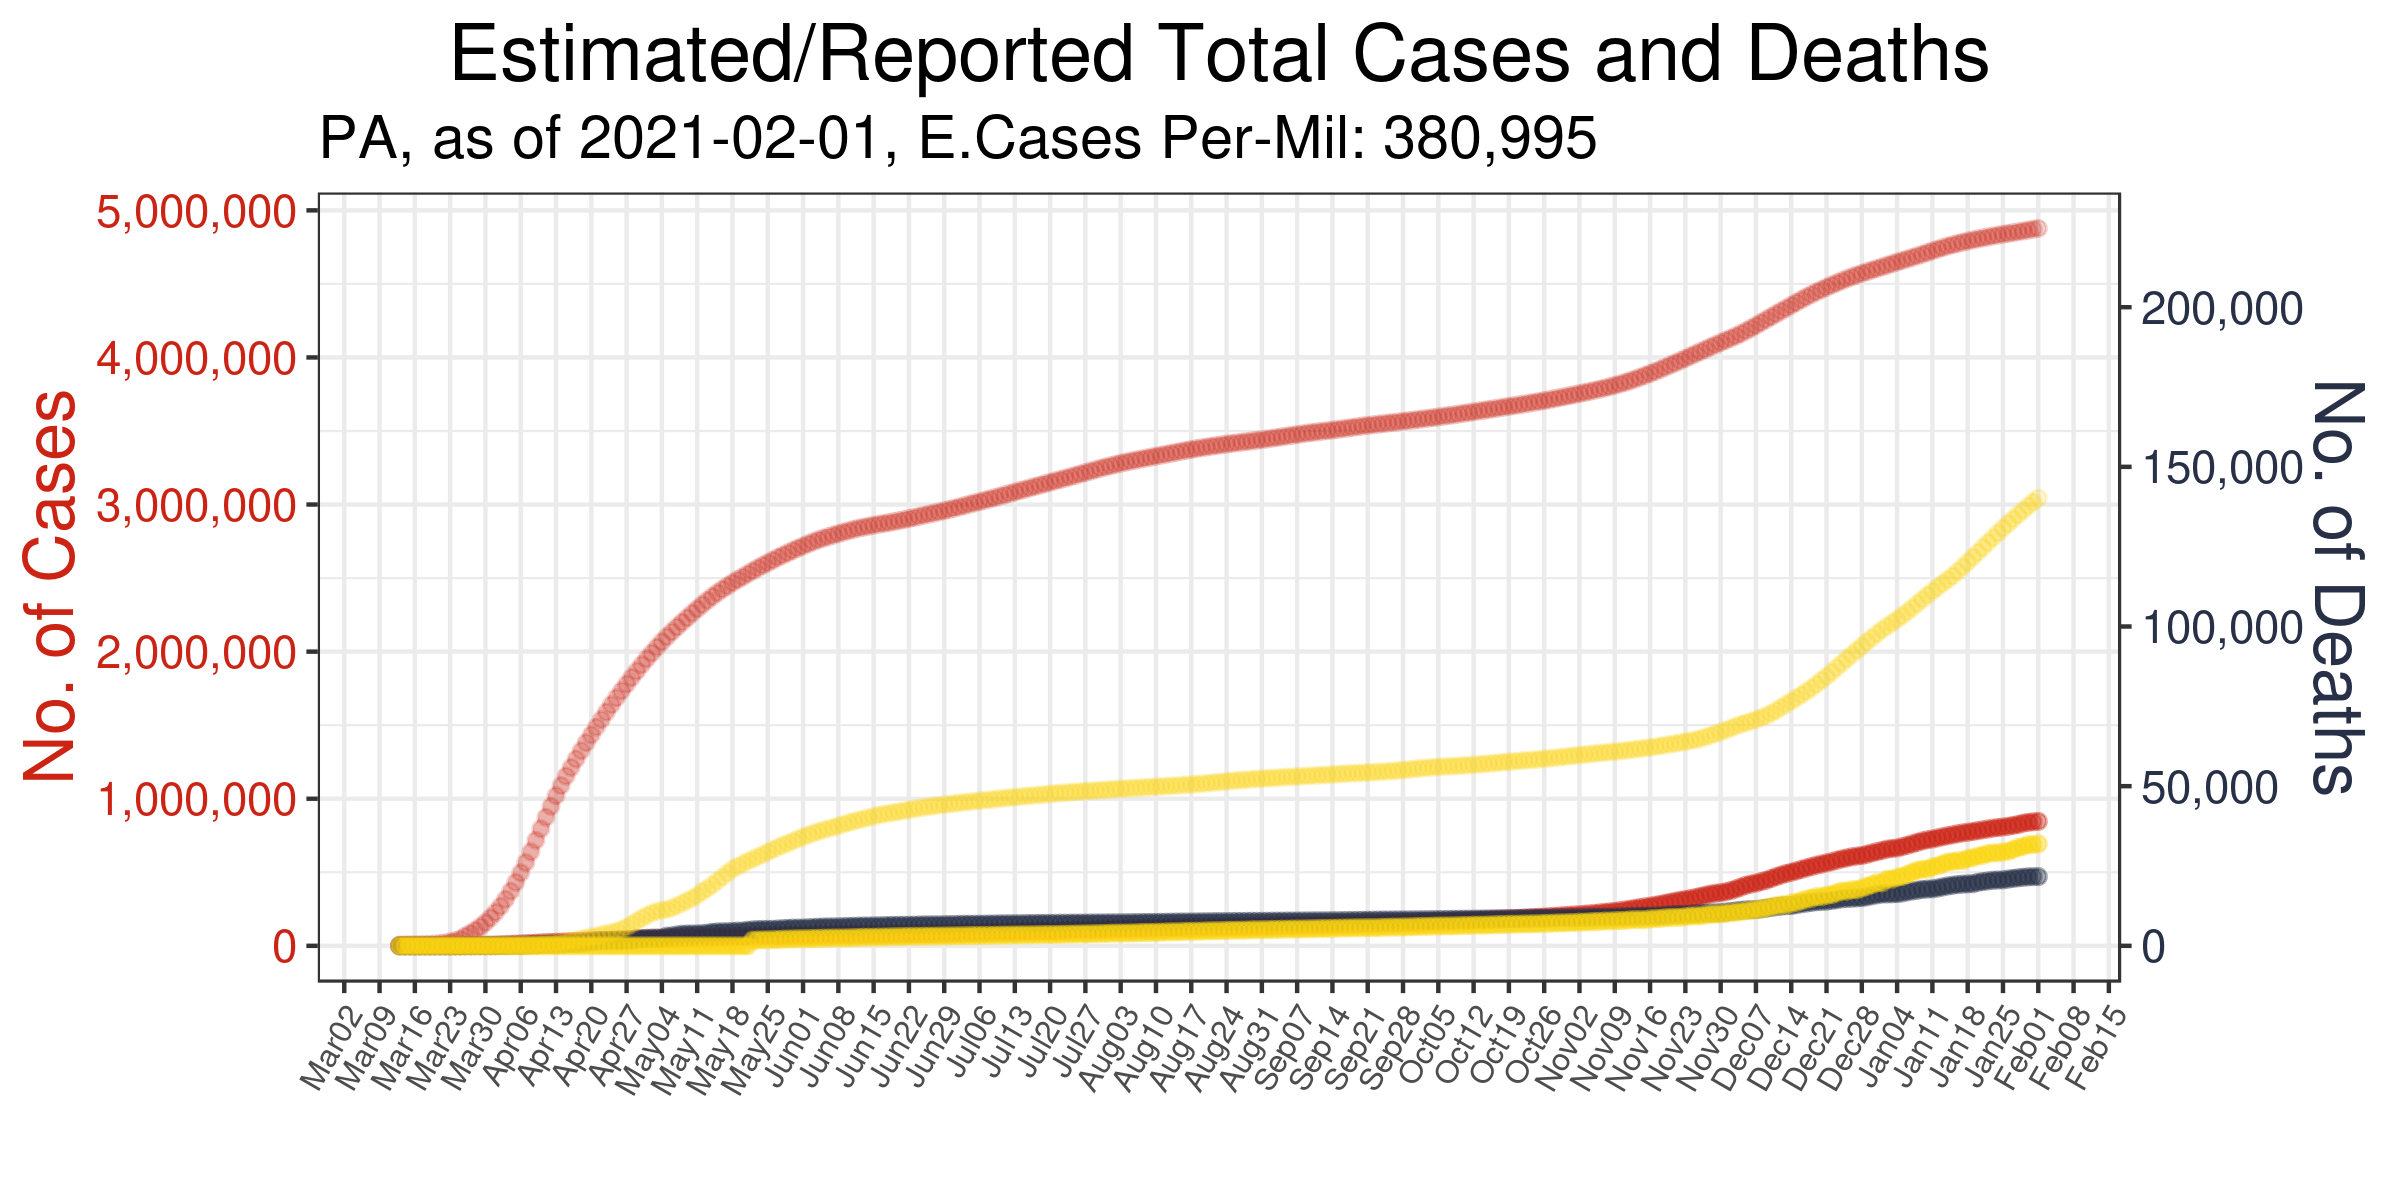 Estimated/Reported Total Cases and Deaths
PA, as of 2021-02-01, E.Cases Per-Mil: 380,995
No. of Cases
5,000,000
4,000,000
3,000,000
2,000,000
1,000,000
0
200,000
150,000
100,000
50,000
0
No. of Deaths
Mar02
Mar09
Mar16
Mar23
Mar30
Apr06
Apr13
Apr20
Apr27
May04
May11
May18
May25
Jun01
Jun08
Jun15
Jun22
Jun29
Jul06
Jul13
Jul20
Jul27
Aug03
Aug10
Aug17
Aug24
Aug31
Sep07
Sep14
Sep21
Sep28
Oct05
Oct12
Oct19
Oct26
Nov02
Nov09
Nov16
Nov23
Nov30
Dec07
Dec14
Dec21
Dec28
Jan04
Jan11
Jan18
Jan25
Feb01
Feb08
Feb15